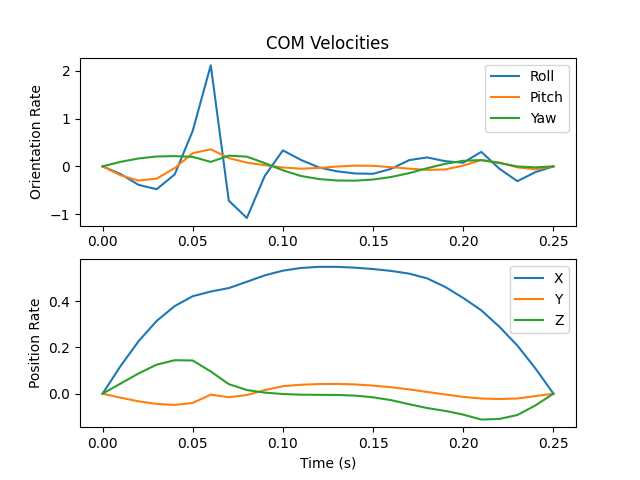 COM Velocities
Orientation Rate
2
1
0
−1
Roll
Pitch
Yaw
0.00 0.05 0.10 0.15 0.20 0.25
Position Rate
0.4
0.2
0.0
X
Y
Z
0.00 0.05 0.10 0.15 0.20 0.25
Time (s)